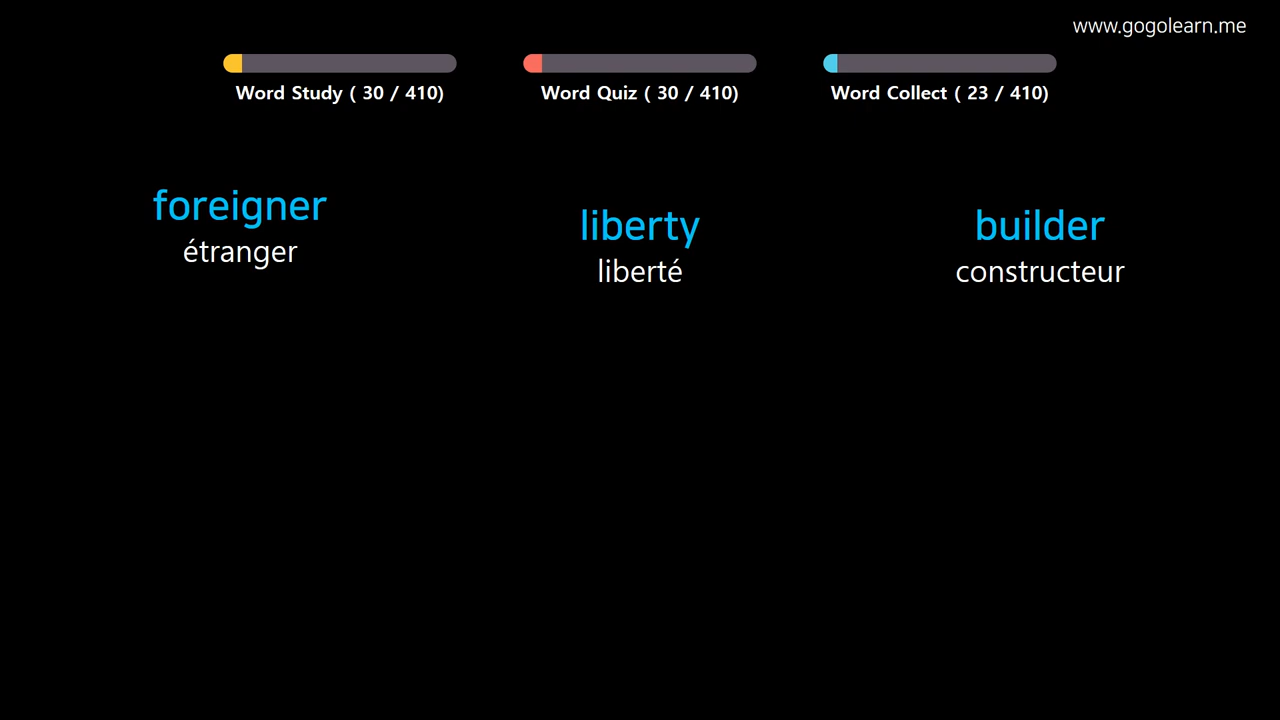 www.gogolearn.me
Word Study ( 30 / 410)
Word Quiz ( 30 / 410)
Word Collect ( 23 / 410)
foreigner
étranger
liberty
liberté
builder
constructeur